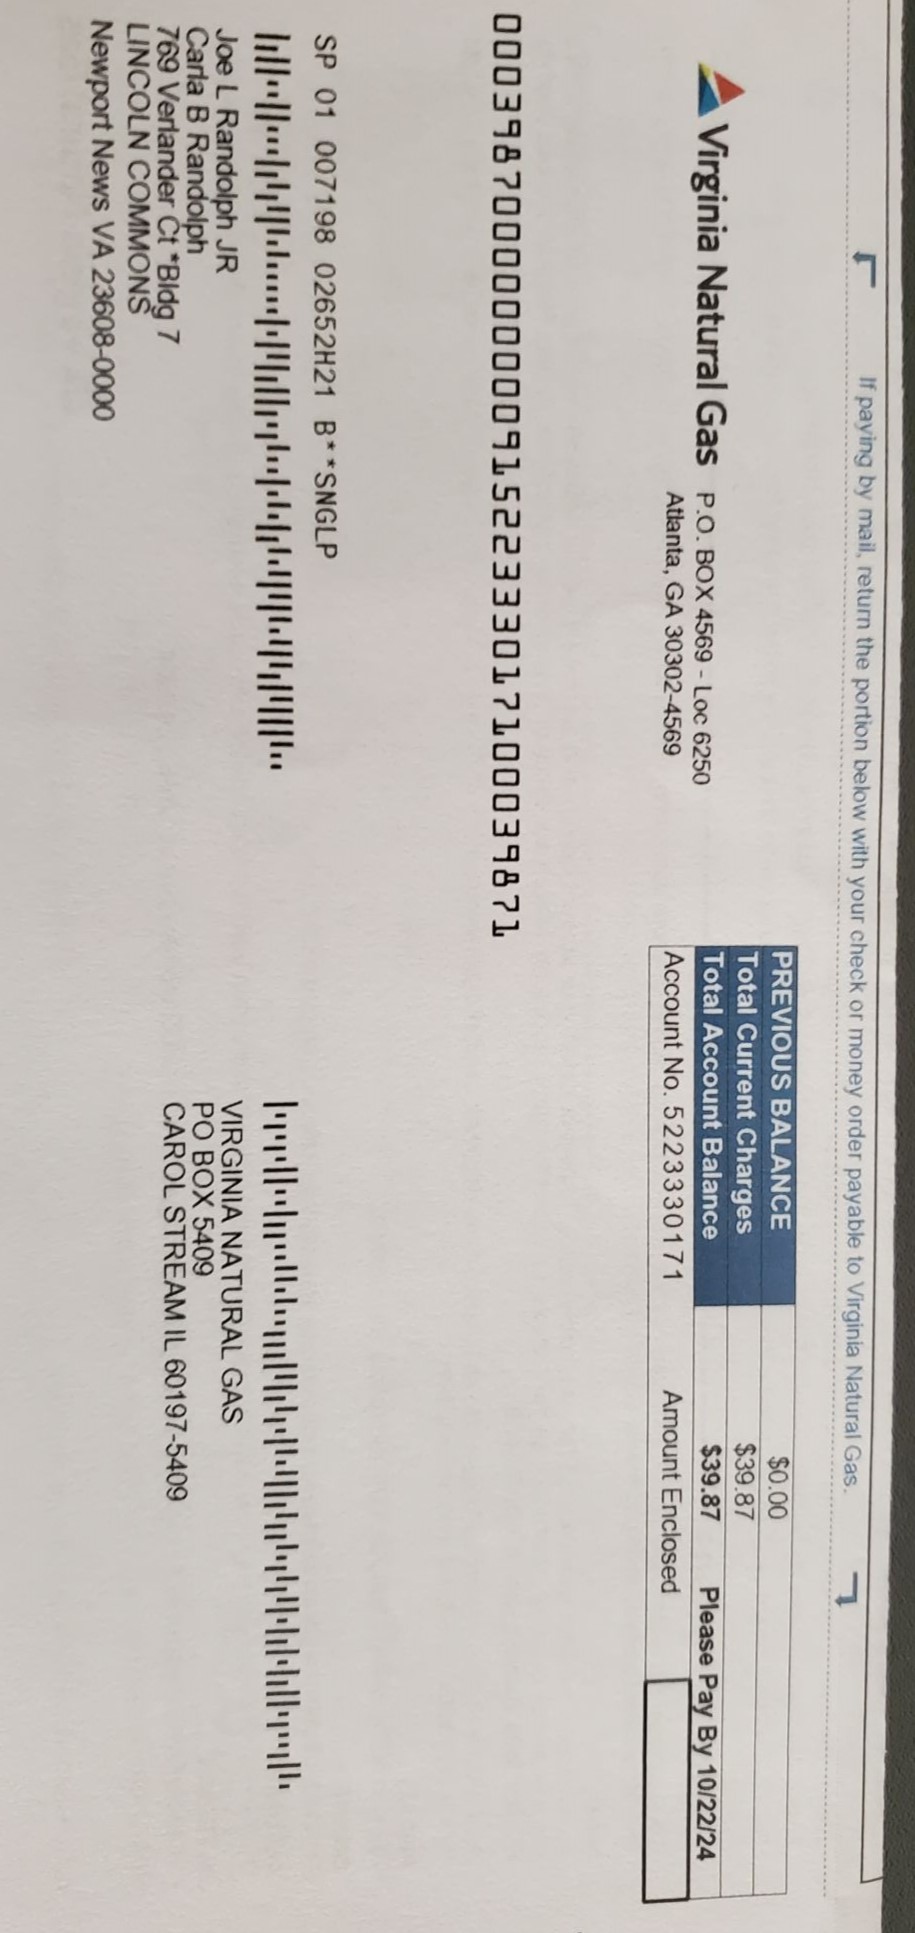 If paying by mail, return the portion below with your check or money order payable to Virginia Natural Gas.
Virginia Natural Gas
P.O. BOX 4569 - Loc 6250
Atlanta, GA 30302-4569
PREVIOUS BALANCE $0.00
Total Current Charges $39.87
Total Account Balance $39.87 Please Pay By 10/22/24
Account No. 5223330171 Amount Enclosed
000398700000000091522333017100039871
SP 01 007198 02652H21 B**SNGLP
Joe L Randolph JR
Carla B Randolph
769 Verlander Ct *Bldg 7
LINCOLN COMMONS
Newport News VA 23608-0000
VIRGINIA NATURAL GAS
PO BOX 5409
CAROL STREAM IL 60197-5409